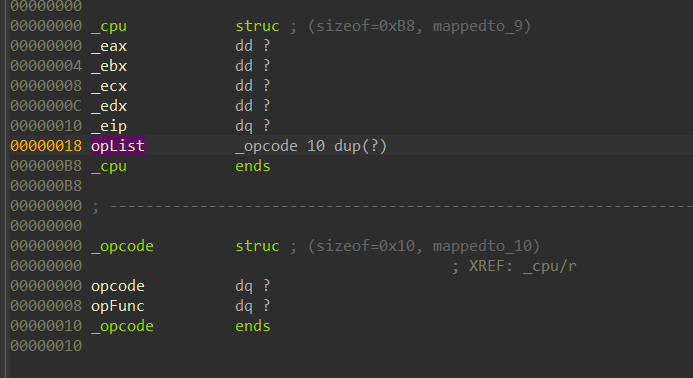 00000000
00000000 _cpu struc ; (sizeof=0xB8, mappedto_9)
00000000 _eax dd ?
00000004 _ebx dd ?
00000008 _ecx dd ?
0000000C _edx dd ?
00000010 _eip dq ?
00000018 opList _opcode 10 dup(?)
000000B8 _cpu ends
000000B8
00000000 ; ---------------------------------------------------------------
00000000
00000000 _opcode struc ; (sizeof=0x10, mappedto_10)
00000000 ; XREF: _cpu/r
00000000 opcode dq ?
00000008 opFunc dq ?
00000010 _opcode ends
00000010